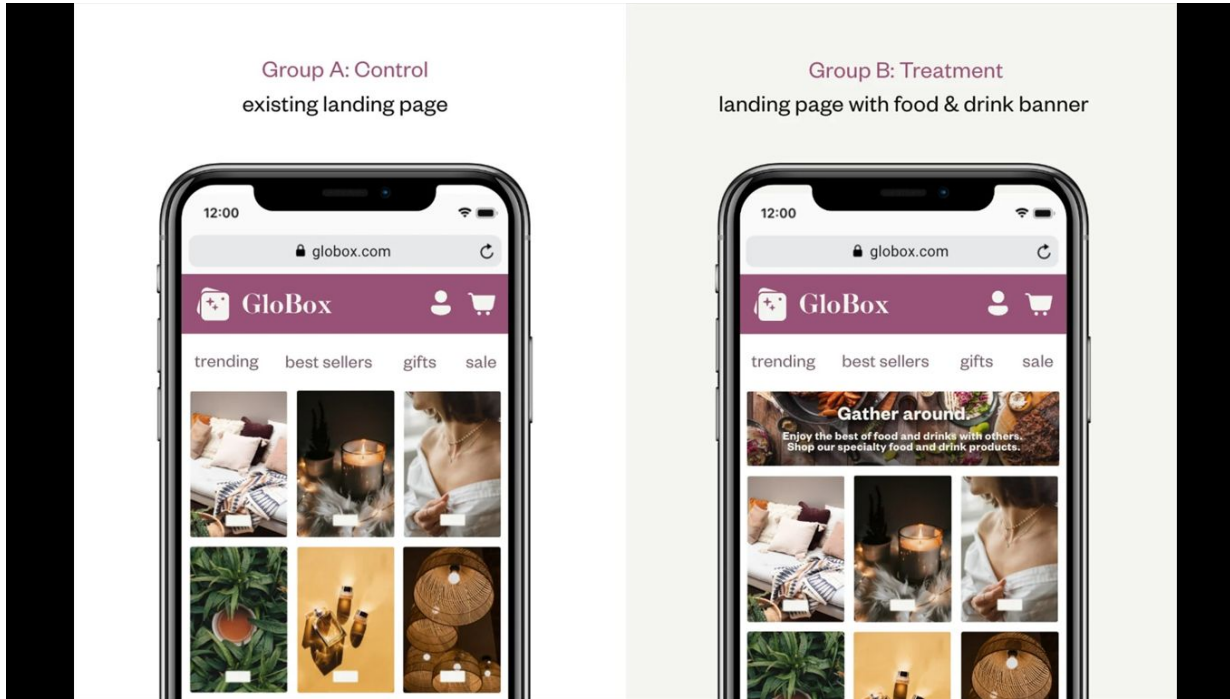 Group A: Control
existing landing page
12:00
globox.com
GloBox
trending best sellers gifts sale
Group B: Treatment
landing page with food & drink banner
12:00
globox.com
GloBox
trending best sellers gifts sale
Gather around.
Enjoy the best of food and drinks with others.
Shop our specialty food and drink products.